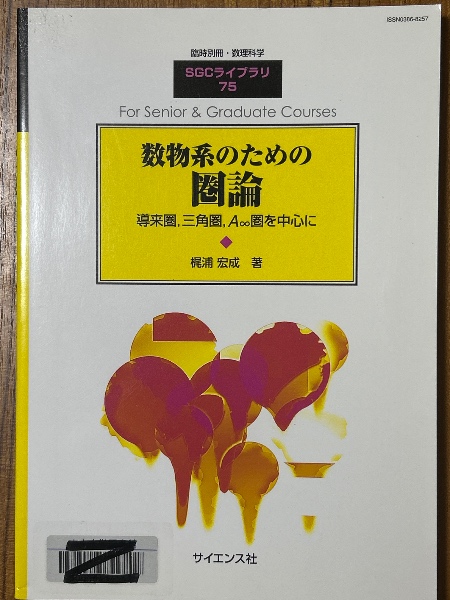 ISSN0386-8257
臨時別冊・数理科学
SGCライブラリ
75
For Senior & Graduate Courses
数物系のための
圏論
導来圏,三角圏,A∞圏を中心に
梶浦 宏成 著
サイエンス社